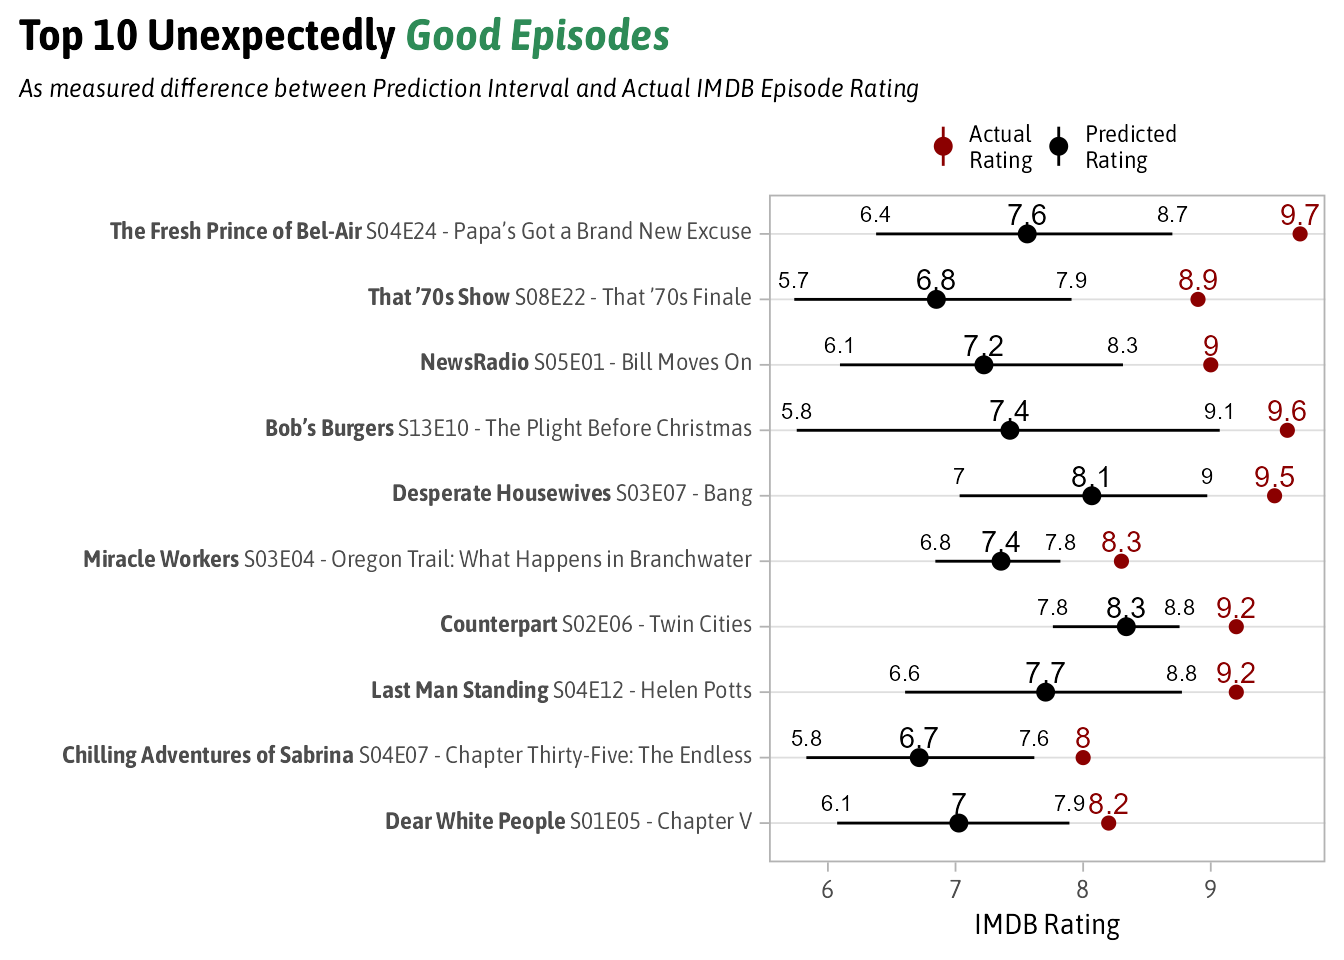 Top 10 Unexpectedly Good Episodes
As measured difference between Prediction Interval and Actual IMDB Episode Rating
Actual Rating
Predicted Rating
The Fresh Prince of Bel-Air S04E24 - Papa’s Got a Brand New Excuse 6.4 7.6 8.7 9.7
That ’70s Show S08E22 - That ’70s Finale 5.7 6.8 7.9 8.9
NewsRadio S05E01 - Bill Moves On 6.1 7.2 8.3 9
Bob’s Burgers S13E10 - The Plight Before Christmas 5.8 7.4 9.1 9.6
Desperate Housewives S03E07 - Bang 7 8.1 9 9.5
Miracle Workers S03E04 - Oregon Trail: What Happens in Branchwater 6.8 7.4 7.8 8.3
Counterpart S02E06 - Twin Cities 7.8 8.3 8.8 9.2
Last Man Standing S04E12 - Helen Potts 6.6 7.7 8.8 9.2
Chilling Adventures of Sabrina S04E07 - Chapter Thirty-Five: The Endless 5.8 6.7 7.6 8
Dear White People S01E05 - Chapter V 6.1 7 7.9 8.2
6 7 8 9
IMDB Rating